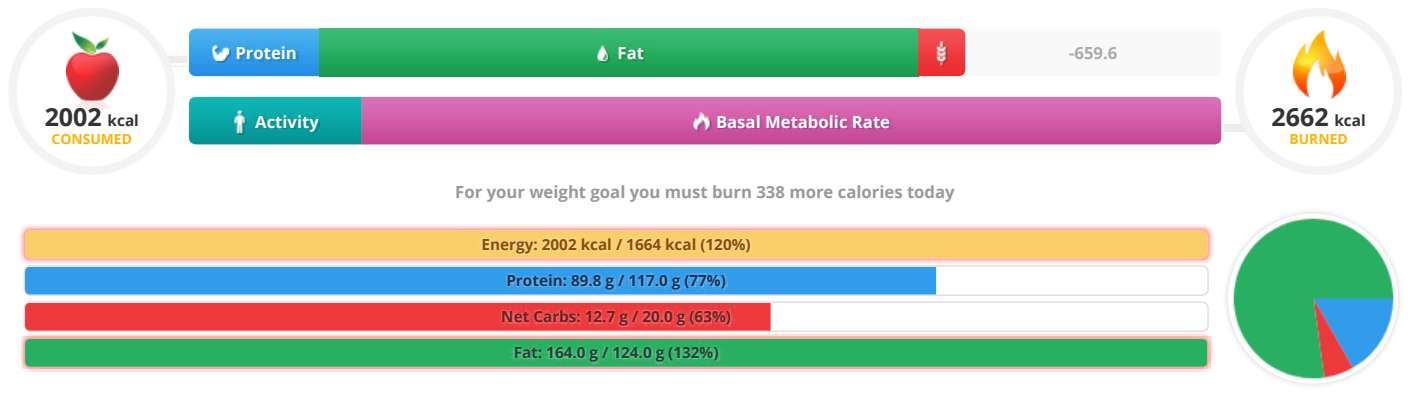 2002 kcal
CONSUMED
Protein
Fat
-659.6
2662 kcal
BURNED
Activity
Basal Metabolic Rate
For your weight goal you must burn 338 more calories today
Energy: 2002 kcal / 1664 kcal (120%)
Protein: 89.8 g / 117.0 g (77%)
Net Carbs: 12.7 g / 20.0 g (63%)
Fat: 164.0 g / 124.0 g (132%)